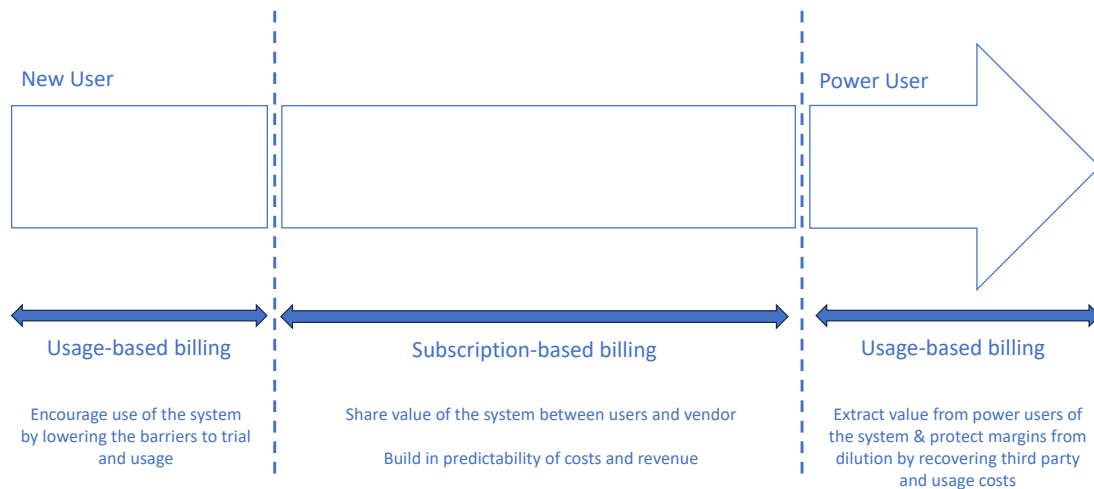 New User
Power User
Usage-based billing
Subscription-based billing
Usage-based billing
Encourage use of the system
by lowering the barriers to trial
and usage
Share value of the system between users and vendor
Build in predictability of costs and revenue
Extract value from power users of
the system & protect margins from
dilution by recovering third party
and usage costs